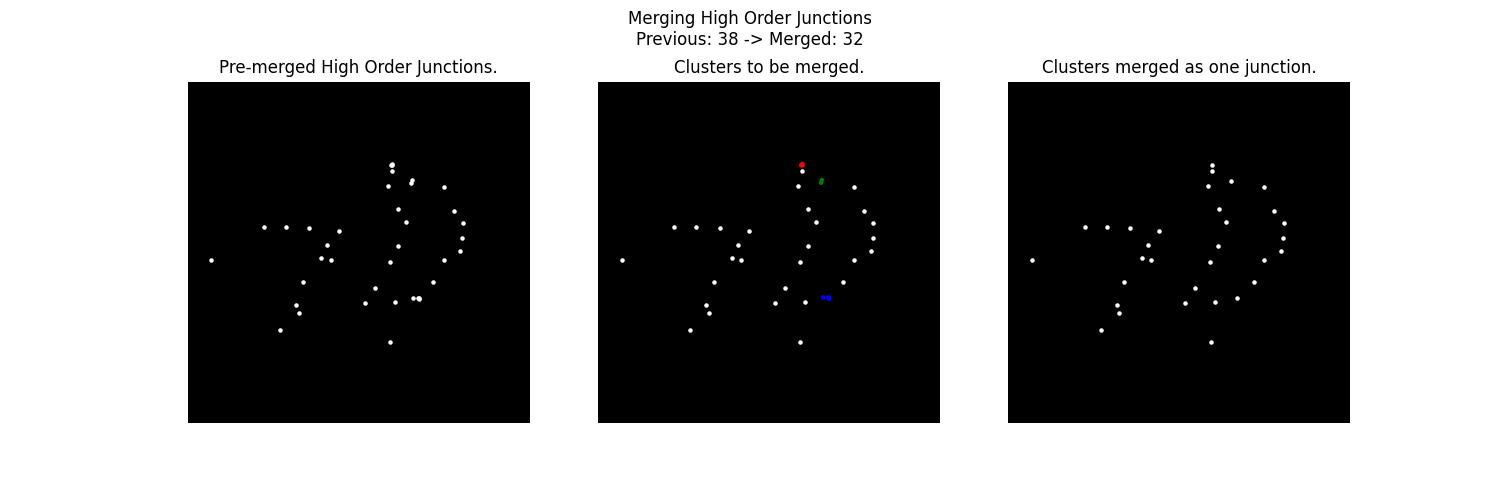 Merging High Order Junctions
Previous: 38 -> Merged: 32
Pre-merged High Order Junctions.
Clusters to be merged.
Clusters merged as one junction.